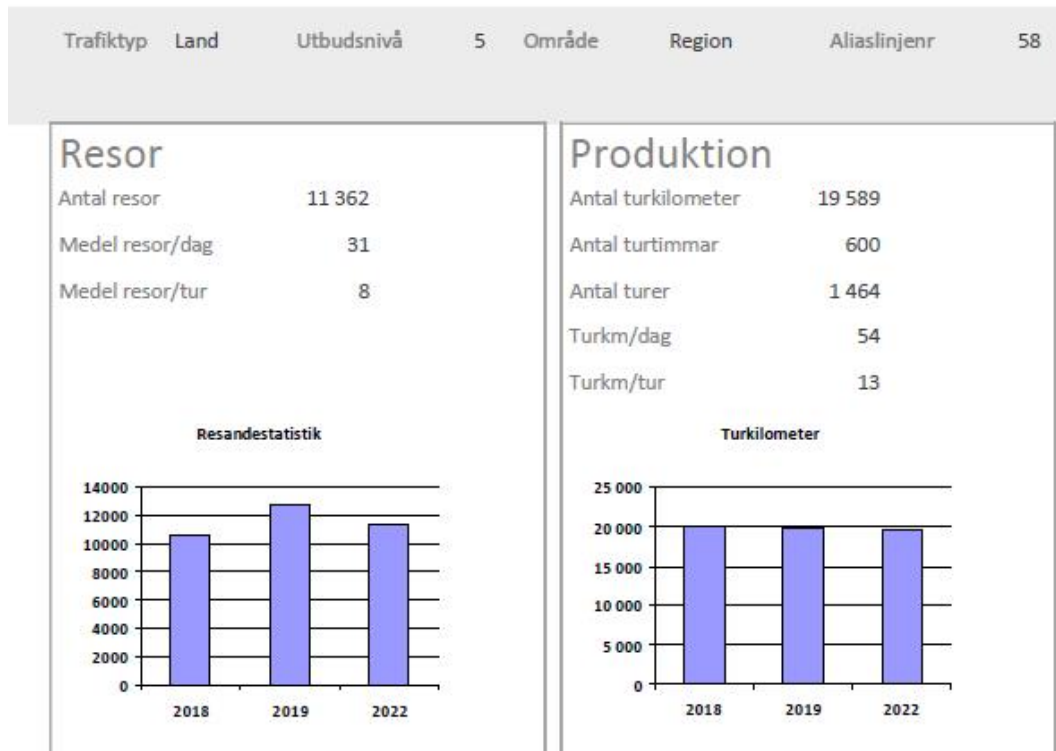 Trafiktyp Land Utbudsnivå 5 Område Region Aliaslinjenr 58
Resor
Antal resor 11 362
Medel resor/dag 31
Medel resor/tur 8
Resandestatistik
14000
12000
10000
8000
6000
4000
2000
0
2018 2019 2022
Produktion
Antal turkilometer 19 589
Antal turtimmar 600
Antal turer 1 464
Turkm/dag 54
Turkm/tur 13
Turkilometer
25 000
20 000
15 000
10 000
5 000
0
2018 2019 2022